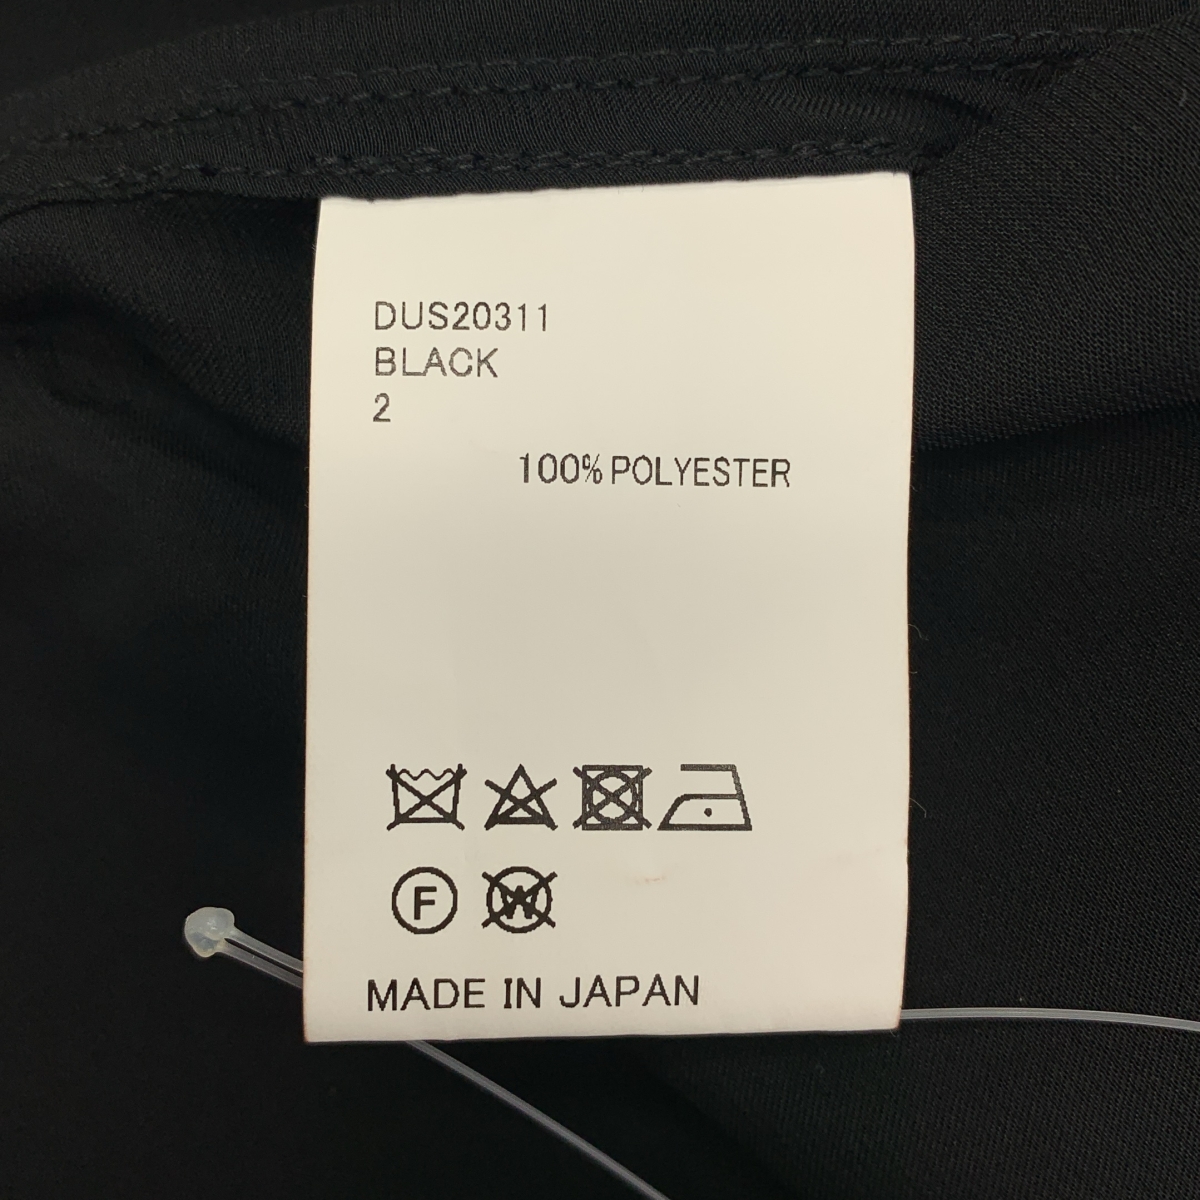 DUS20311
BLACK
2
100% POLYESTER
F W
MADE IN JAPAN